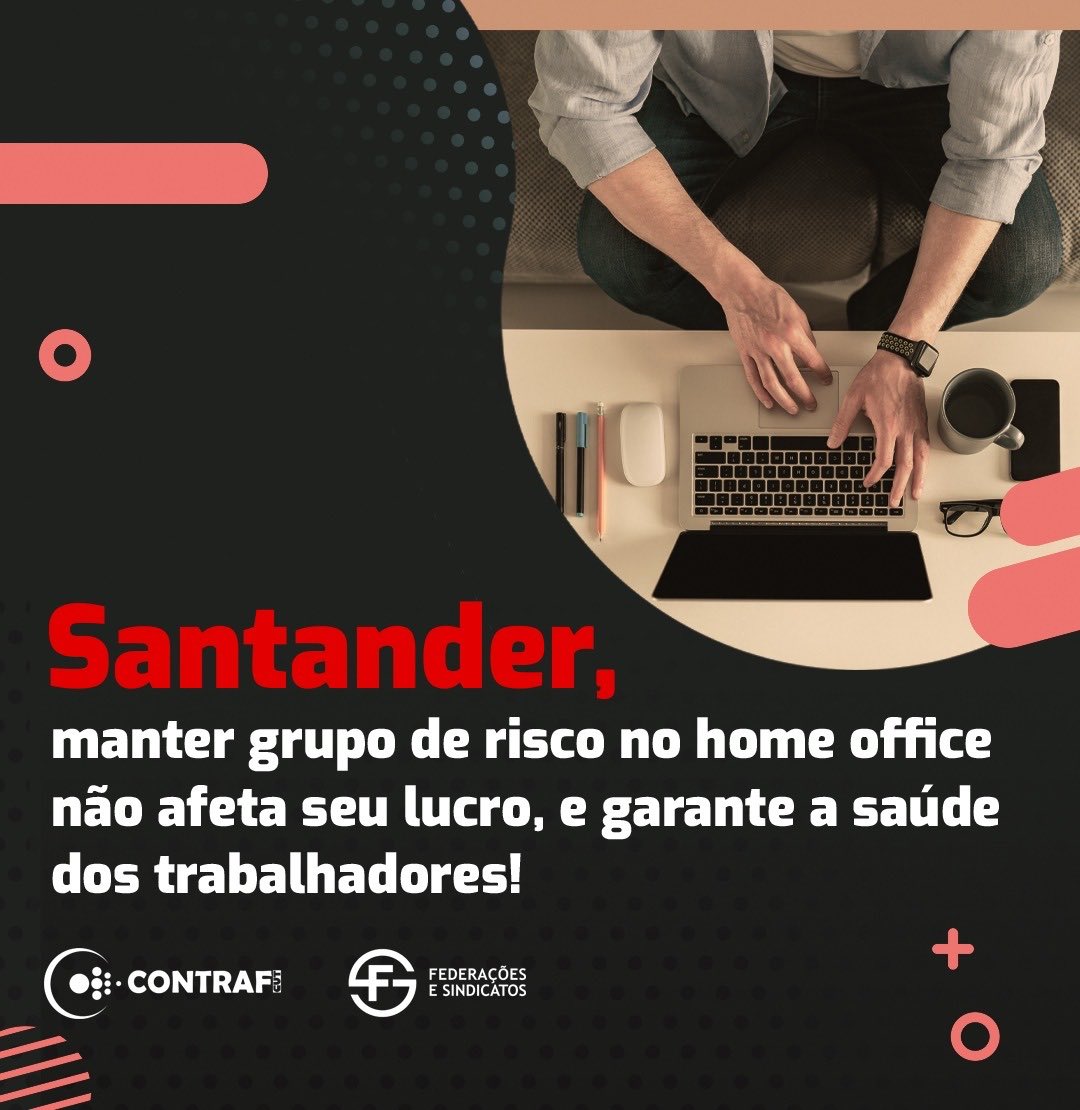 Santander,
manter grupo de risco no home office
não afeta seu lucro, e garante a saúde
dos trabalhadores!
CONTRAF CUT
FEDERAÇÕES
E SINDICATOS